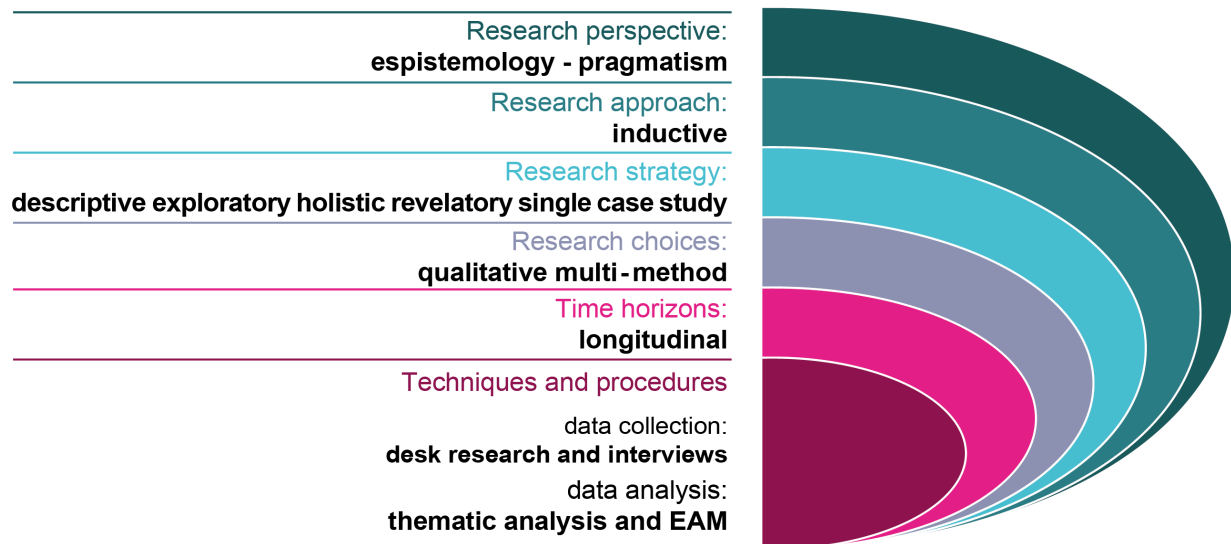 Research perspective:
espistemology - pragmatism
Research approach:
inductive
Research strategy:
descriptive exploratory holistic revelatory single case study
Research choices:
qualitative multi-method
Time horizons:
longitudinal
Techniques and procedures
data collection:
desk research and interviews
data analysis:
thematic analysis and EAM